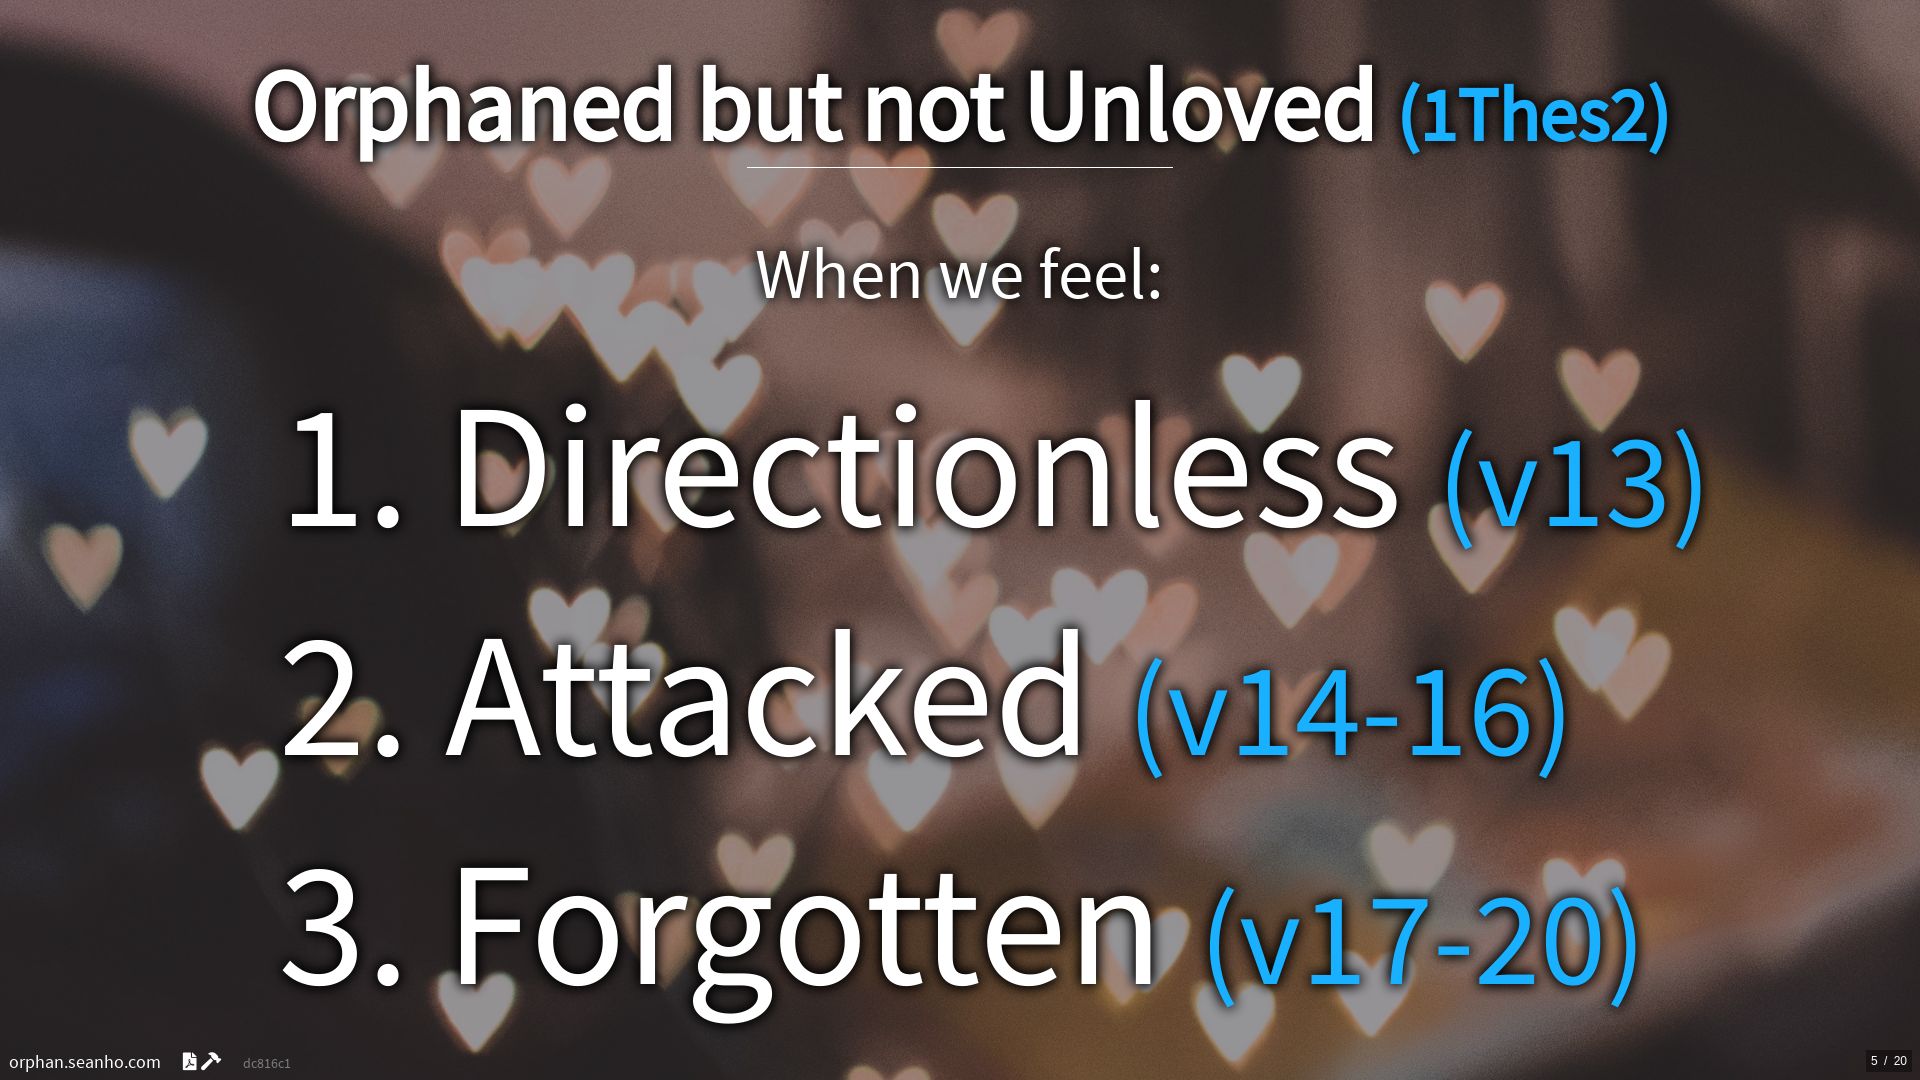 Orphaned but not Unloved (1Thes2)
When we feel:
1. Directionless (v13)
2. Attacked (v14-16)
3. Forgotten (v17-20)
orphan.seanho.com dc816c1
5 / 20